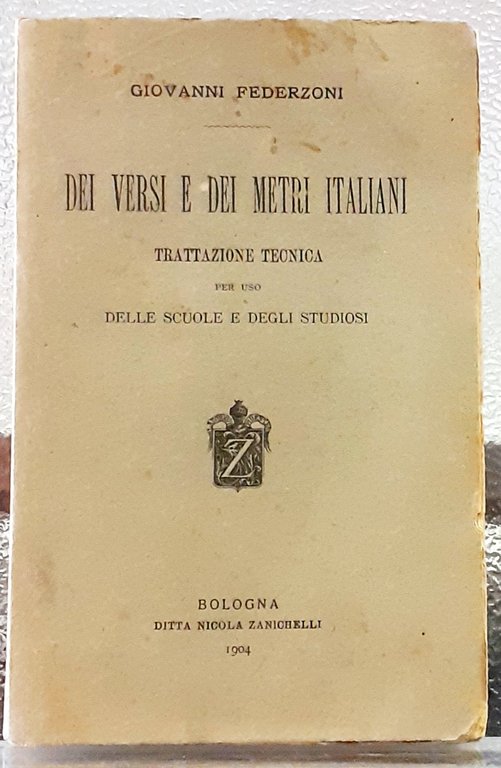 GIOVANNI FEDERZONI
DEI VERSI E DEI METRI ITALIANI
TRATTAZIONE TECNICA
PER USO
DELLE SCUOLE E DEGLI STUDIOSI
Z
BOLOGNA
DITTA NICOLA ZANICHELLI
1904